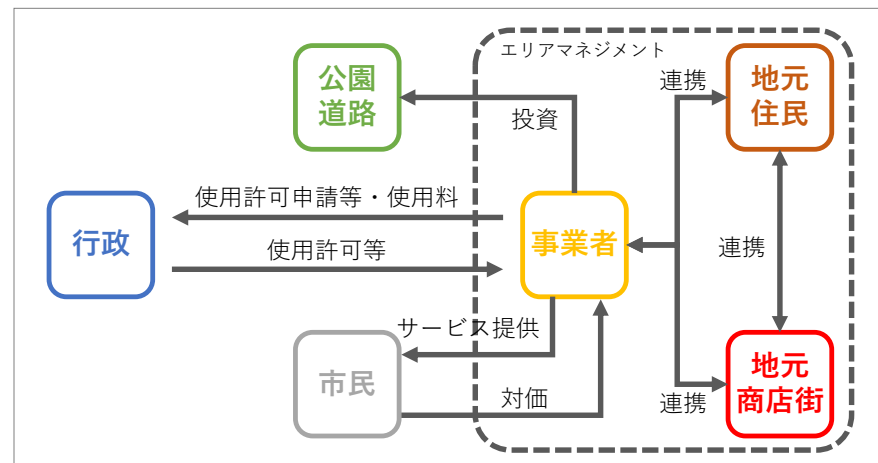 エリアマネジメント
公園
道路
連携
地元
住民
投資
使用許可申請等・使用料
行政
事業者
使用許可等
連携
サービス提供
市民
対価
連携
地元
商店街